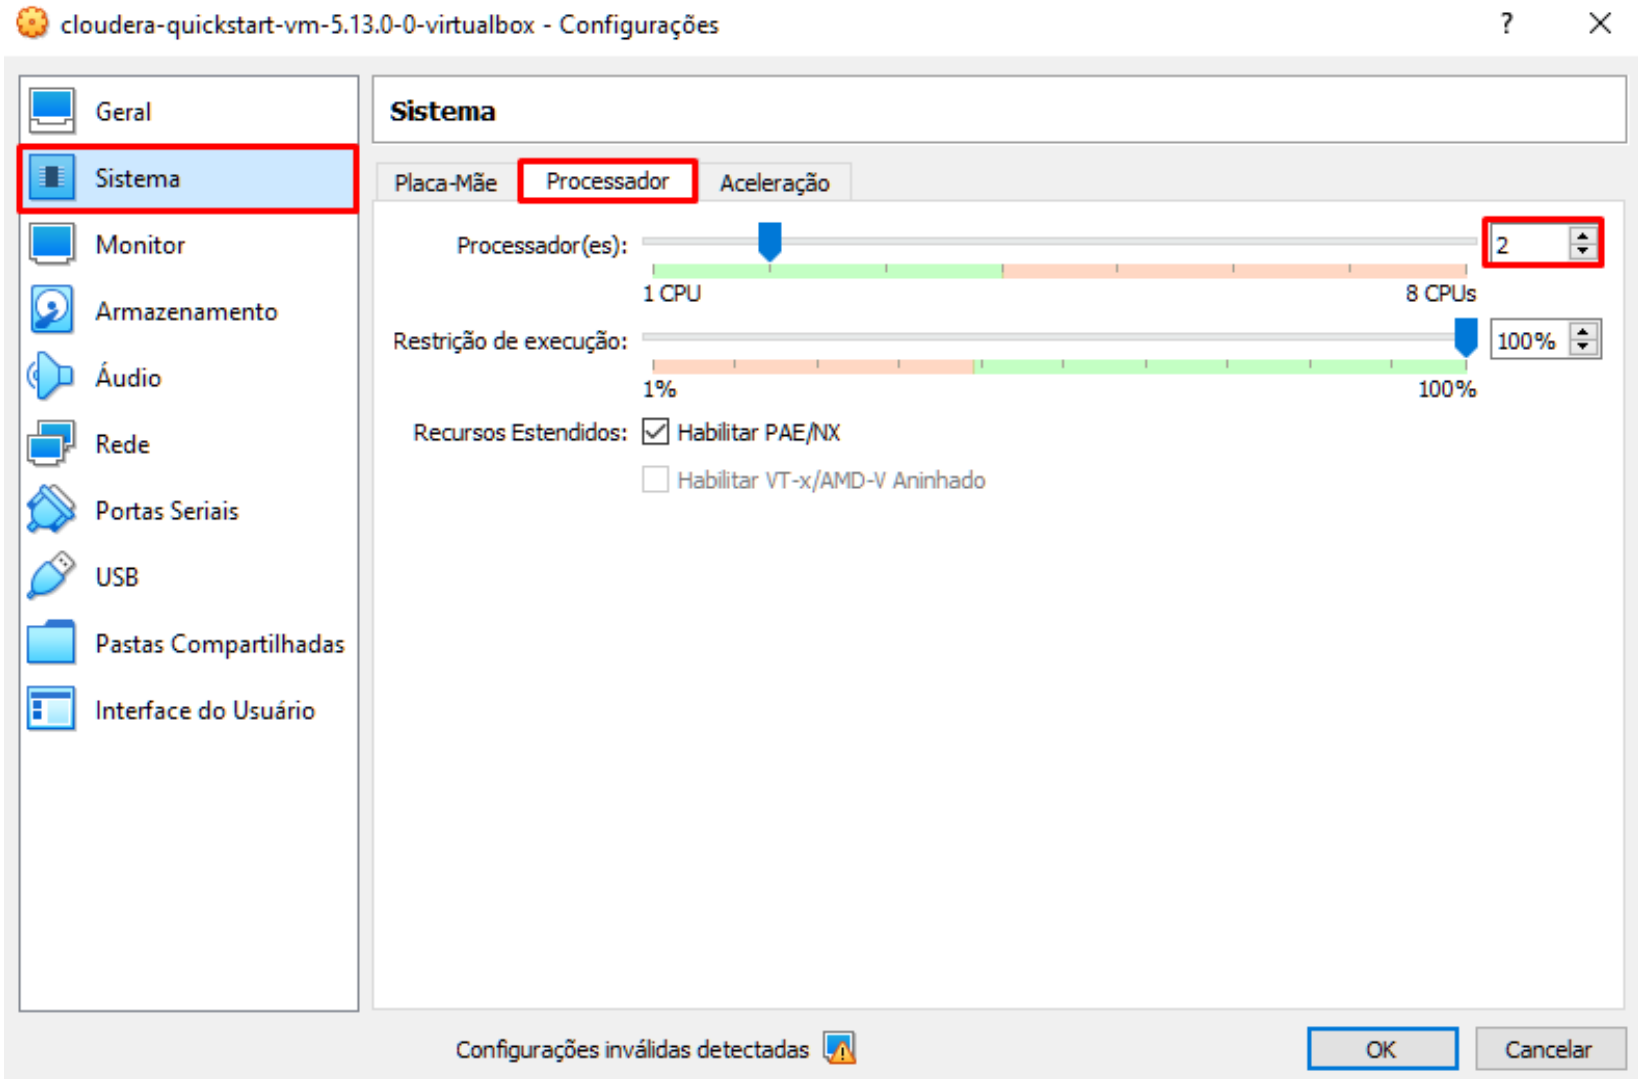 cloudera-quickstart-vm-5.13.0-0-virtualbox - Configurações
?
Geral
Sistema
Monitor
Armazenamento
Áudio
Rede
Portas Seriais
USB
Pastas Compartilhadas
Interface do Usuário
Sistema
Placa-Mãe Processador Aceleração
Processador(es): 2
1 CPU 8 CPUs
Restrição de execução: 100%
1% 100%
Recursos Estendidos: Habilitar PAE/NX
Habilitar VT-x/AMD-V Aninhado
Configurações inválidas detectadas
OK Cancelar